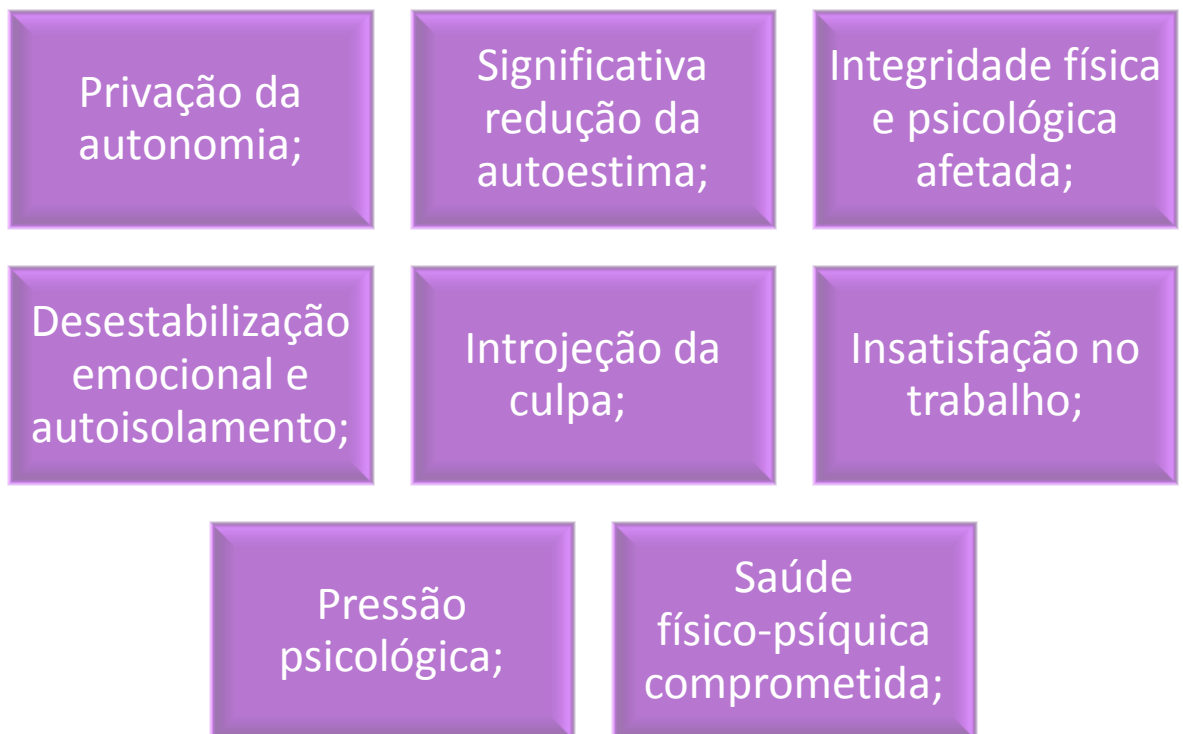 Privação da
autonomia;
Significativa
redução da
autoestima;
Integridade física
e psicológica
afetada;
Desestabilização
emocional e
autoisolamento;
Introjeção da
culpa;
Insatisfação no
trabalho;
Pressão
psicológica;
Saúde
físico-psíquica
comprometida;